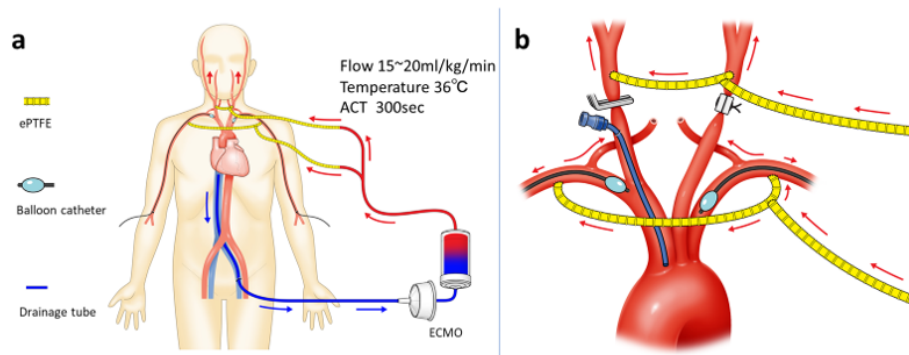 a
b
Flow 15~20ml/kg/min
Temperature 36℃
ACT 300sec
ePTFE
Balloon catheter
Drainage tube
ECMO